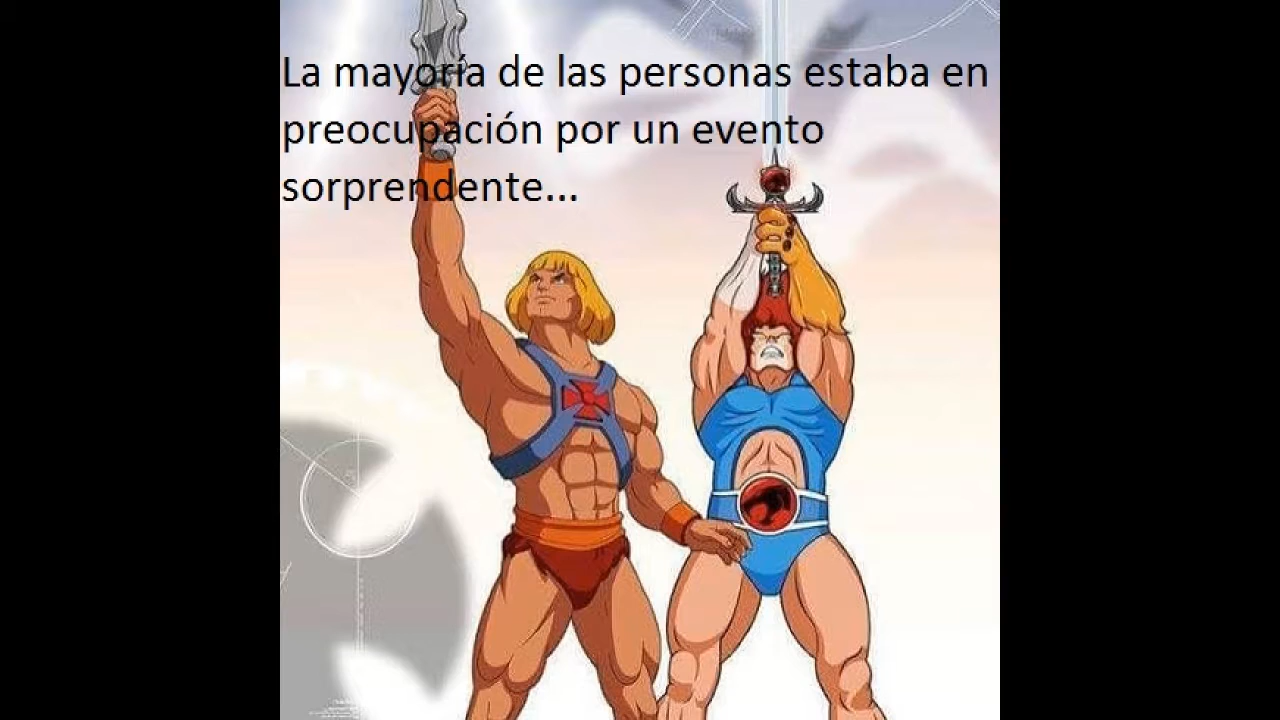 La mayoría de las personas estaba en
preocupación por un evento
sorprendente...